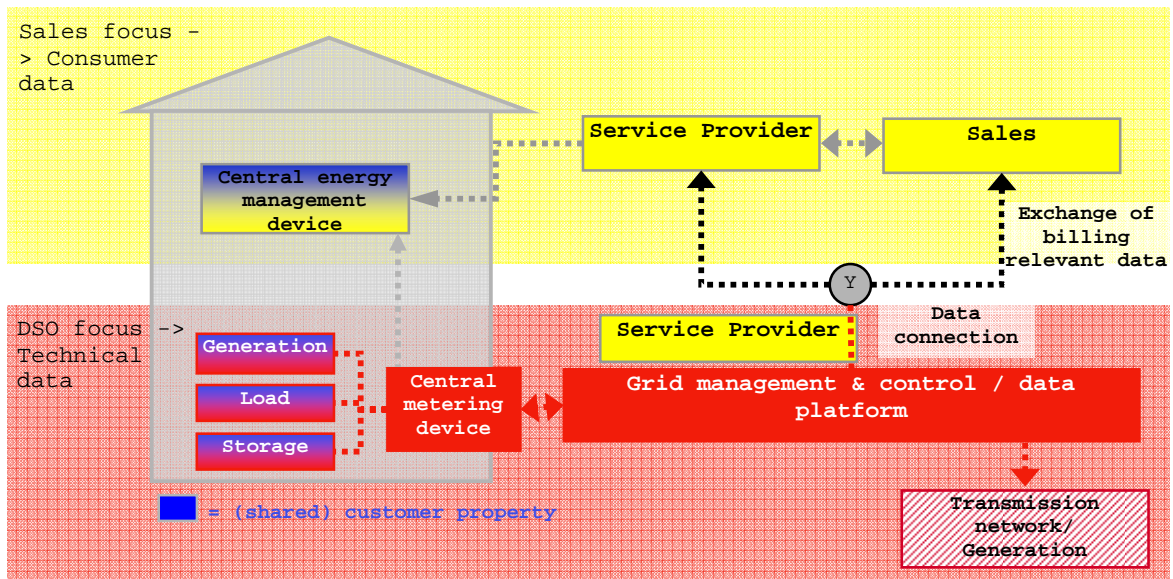 Sales focus -
> Consumer
data
Service Provider
Sales
Central energy
management
device
Exchange of
billing
relevant data
Y
DSO focus ->
Technical
data
Service Provider
Data
connection
Generation
Load
Storage
Central
metering
device
Grid management & control / data
platform
= (shared) customer property
Transmission
network/
Generation